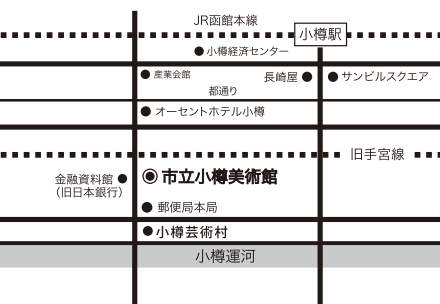 JR函館本線
小樽駅
小樽経済センター
産業会館
長崎屋
サンビルスクエア
都通り
オーセントホテル小樽
旧手宮線
金融資料館
(旧日本銀行)
市立小樽美術館
郵便局本局
小樽芸術村
小樽運河